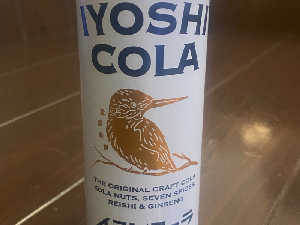 IYOSHI
COLA
THE ORIGINAL CRAFT COLA
COLA NUTS, SEVEN SPICES
REISHI & GINSENG